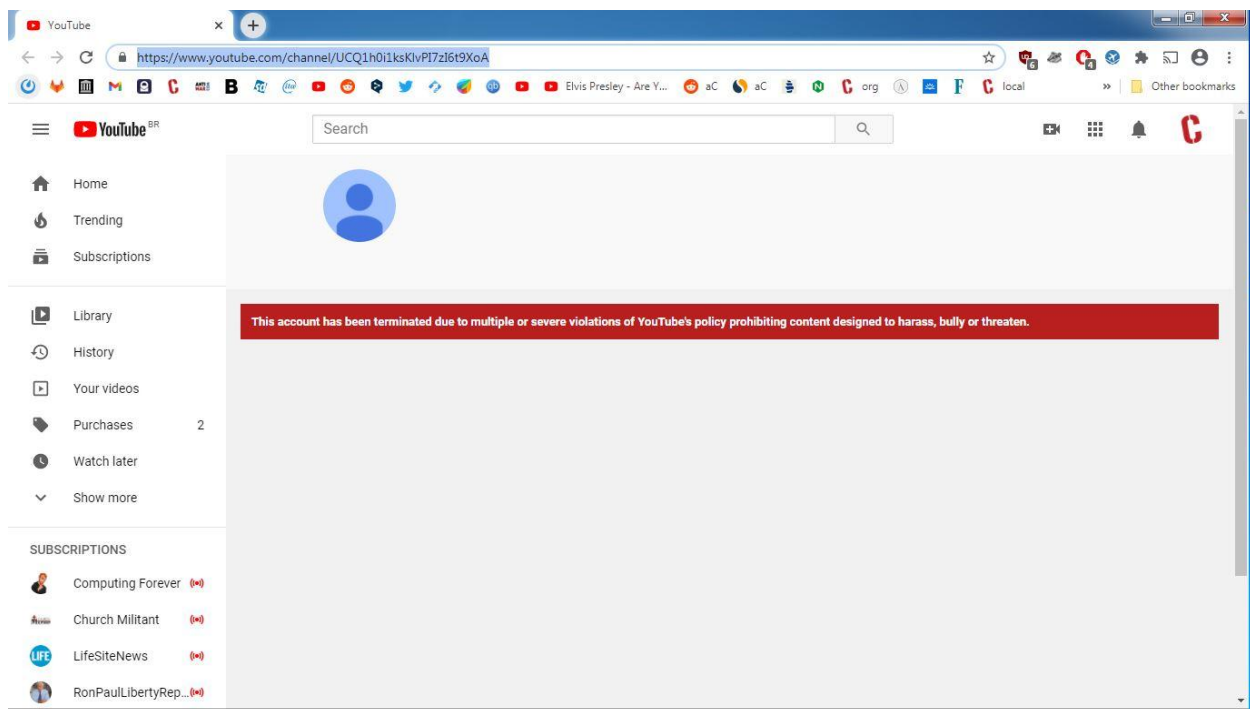 YouTube
https://www.youtube.com/channel/UCQ1h0i1ksKlvPI7zI6t9XoA
Elvis Presley - Are Y... aC aC org local » Other bookmarks
YouTube BR Search
Home
Trending
Subscriptions
Library
History
Your videos
Purchases 2
Watch later
Show more
This account has been terminated due to multiple or severe violations of YouTube's policy prohibiting content designed to harass, bully or threaten.
SUBSCRIPTIONS
Computing Forever
Church Militant
LIFE LifeSiteNews
RonPaulLibertyRep...